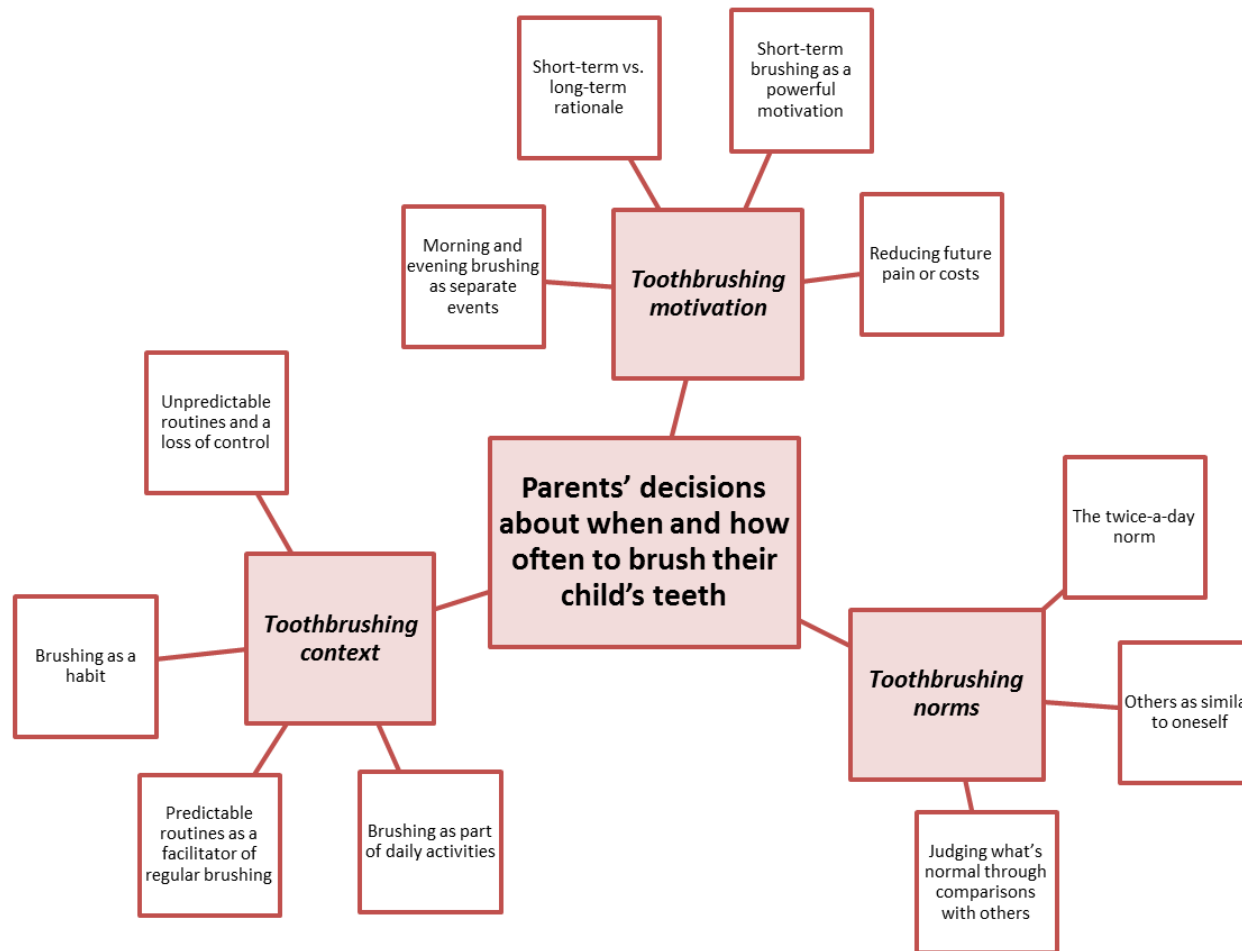 Short-term vs.
long-term
rationale
Short-term
brushing as a
powerful
motivation
Morning and
evening brushing
as separate
events
Toothbrushing
motivation
Reducing future
pain or costs
Unpredictable
routines and a
loss of control
Parents’ decisions
about when and how
often to brush their
child’s teeth
The twice-a-day
norm
Brushing as a
habit
Toothbrushing
context
Toothbrushing
norms
Others as simila
to oneself
Predictable
routines as a
facilitator of
regular brushing
Brushing as part
of daily activities
Judging what’s
normal through
comparisons
with others